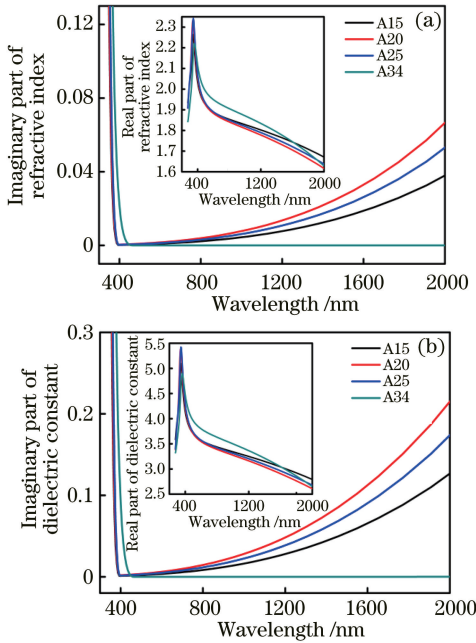 (a)
A15
A20
A25
A34
Imaginary part of
refractive index
0.12
0.08
0.04
0
Real part of
refractive index
2.3
2.2
2.1
2.0
1.9
1.8
1.7
1.6
400 1200 2000
Wavelength /nm
400 800 1200 1600 2000
Wavelength /nm
(b)
A15
A20
A25
A34
Imaginary part of
dielectric constant
0.3
0.2
0.1
0
Real part of dielectric constant
5.5
5.0
4.5
4.0
3.5
3.0
2.5
400 1200 2000
Wavelength /nm
400 800 1200 1600 2000
Wavelength /nm